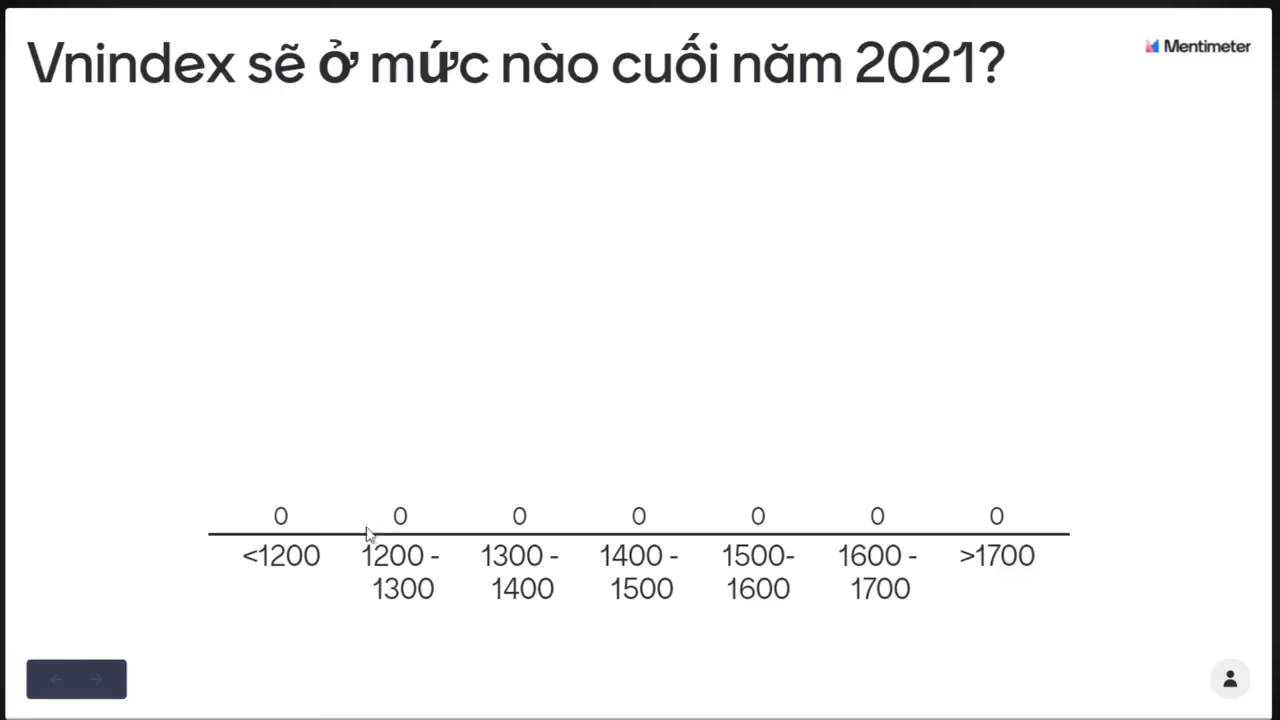 Vnindex sẽ ở mức nào cuối năm 2021?
Mentimeter
0 0 0 0 0 0 0
<1200 1200 - 1300 - 1400 - 1500- 1600 - >1700
1300 1400 1500 1600 1700